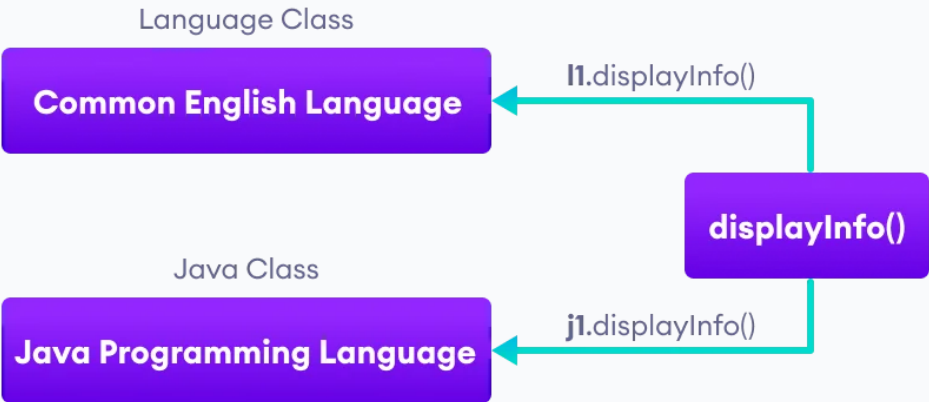 Language Class
Common English Language
l1.displayInfo()
displayInfo()
Java Class
Java Programming Language
j1.displayInfo()